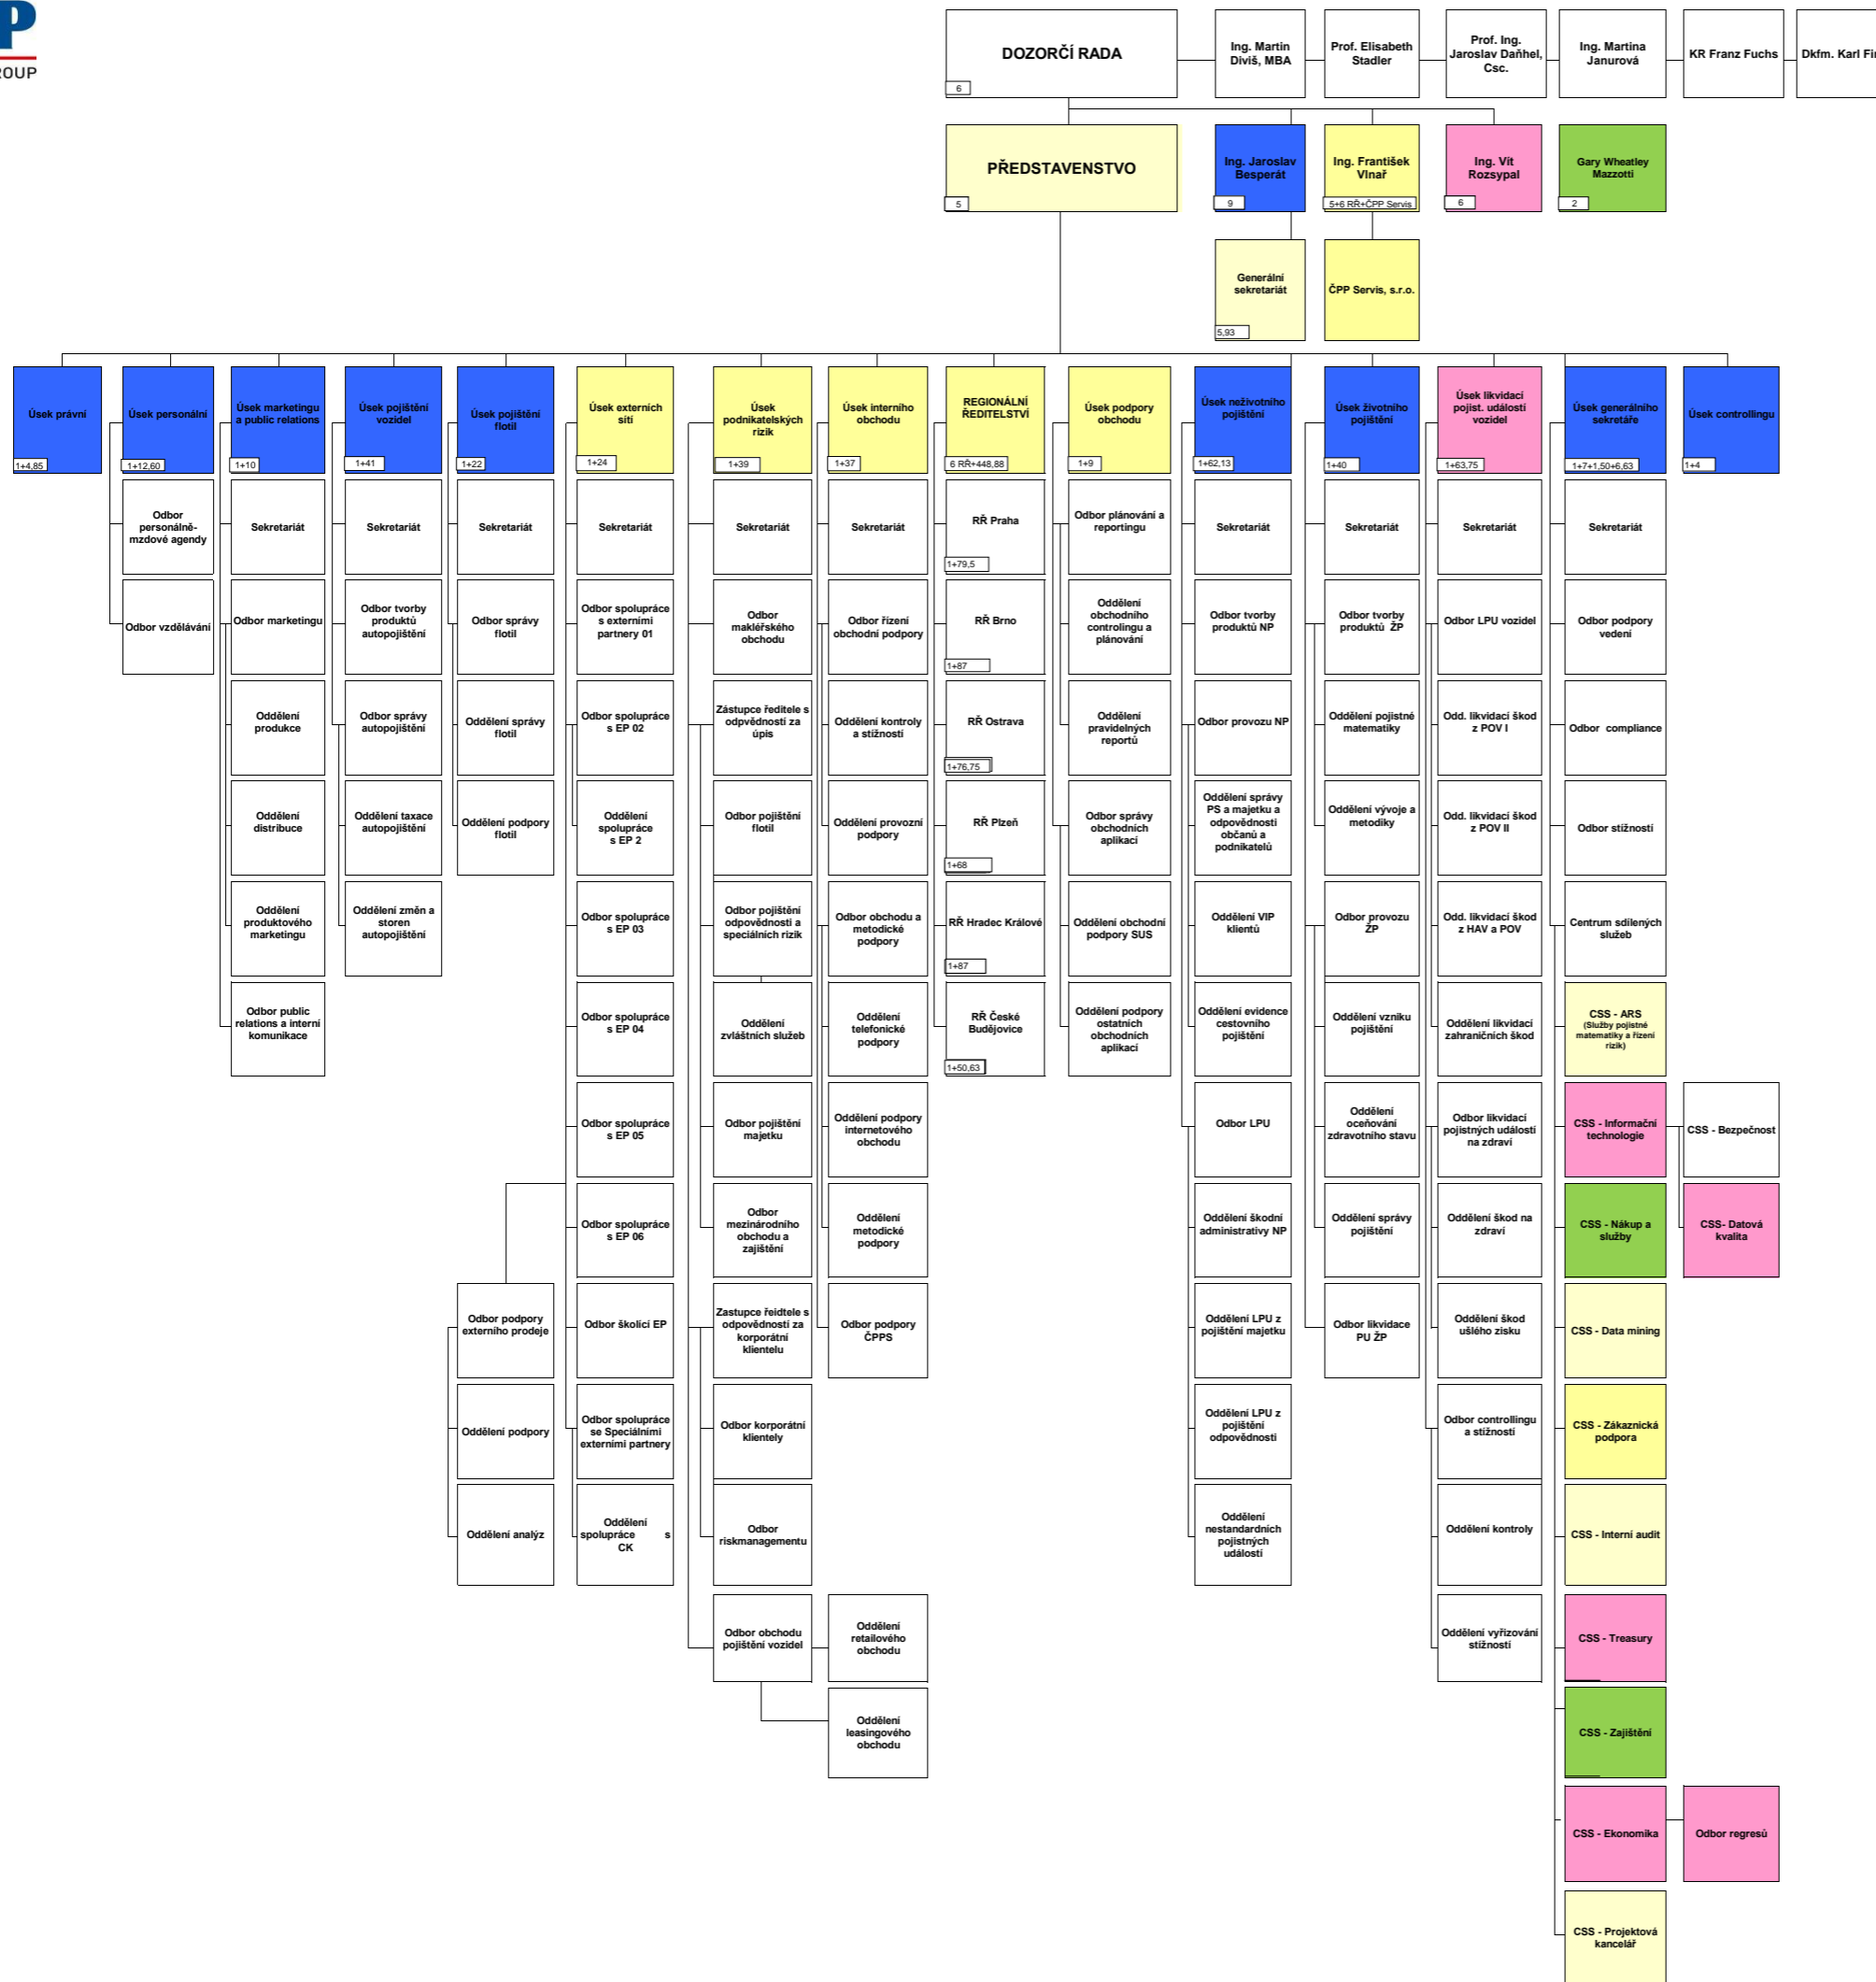 P
ROUP
DOZORČÍ RADA
6
Ing. Martin
Diviš, MBA
Prof. Elisabeth
Stadler
Prof. Ing.
Jaroslav Daňhel,
Csc.
Ing. Martina
Janurová
KR Franz Fuchs
Dkfm. Karl Fi
PŘEDSTAVENSTVO
5
Ing. Jaroslav
Besperát
9
Ing. František
Vlnař
5+6 RŘ+ČPP Servis
Ing. Vít
Rozsypal
6
Gary Wheatley
Mazzotti
2
Generální
sekretariát
5,93
ČPP Servis, s.r.o.
Úsek právní
1+4,85
Úsek personální
1+12,60
Úsek marketingu
a public relations
1+10
Úsek pojištění
vozidel
1+41
Úsek pojištění
flotil
1+22
Úsek externích
sítí
1+24
Úsek
podnikatelských
rizik
1+39
Úsek interního
obchodu
1+37
REGIONÁLNÍ
ŘEDITELSTVÍ
6 RŘ+448,88
Úsek podpory
obchodu
1+9
Úsek neživotního
pojištění
1+62,13
Úsek životního
pojištění
1+40
Úsek likvidací
pojist. událostí
vozidel
1+63,75
Úsek generálního
sekretáře
1+7+1,50+6,63
Úsek controllingu
1+4
Odbor
personálně-
mzdové agendy
Sekretariát
Sekretariát
Sekretariát
Sekretariát
Sekretariát
Sekretariát
RŘ Praha
1+79,5
Odbor plánování a
reportingu
Sekretariát
Sekretariát
Sekretariát
Sekretariát
Odbor vzdělávání
Odbor marketingu
Odbor tvorby
produktů
autopojištění
Odbor správy
flotil
Odbor spolupráce
s externími
partnery 01
Odbor
makléřského
obchodu
Odbor řízení
obchodní podpory
RŘ Brno
1+87
Oddělení
obchodního
controlingu a
plánování
Odbor tvorby
produktů NP
Odbor tvorby
produktů ŽP
Odbor LPU vozidel
Odbor podpory
vedení
Oddělení
produkce
Odbor správy
autopojištění
Oddělení správy
flotil
Odbor spolupráce
s EP 02
Zástupce ředitele s
odpvědností za
úpis
Oddělení kontroly
a stížností
RŘ Ostrava
1+76,75
Oddělení
pravidelných
reportů
Odbor provozu NP
Oddělení pojistné
matematiky
Odd. likvidací škod
z POV I
Odbor compliance
Oddělení
distribuce
Oddělení taxace
autopojištění
Oddělení podpory
flotil
Oddělení
spolupráce
s EP 2
Odbor pojištění
flotil
Oddělení provozní
podpory
RŘ Plzeň
1+68
Odbor správy
obchodních
aplikací
Oddělení správy
PS a majetku a
odpovědnosti
občanů a
podnikatelů
Oddělení vývoje a
metodiky
Odd. likvidací škod
z POV II
Odbor stížností
Oddělení
produktového
marketingu
Oddělení změn a
storen
autopojištění
Odbor spolupráce
s EP 03
Odbor pojištění
odpovědnosti a
speciálních rizik
Odbor obchodu a
metodické
podpory
RŘ Hradec Králové
1+87
Oddělení obchodní
podpory SUS
Oddělení VIP
klientů
Odbor provozu
ŽP
Odd. likvidací škod
z HAV a POV
Centrum sdílených
služeb
Odbor public
relations a interní
komunikace
Odbor spolupráce
s EP 04
Oddělení
zvláštních služeb
Oddělení
telefonické
podpory
RŘ České
Budějovice
1+50,63
Oddělení podpory
ostatních
obchodních
aplikací
Oddělení evidence
cestovního
pojištění
Oddělení vzniku
pojištění
Oddělení likvidací
zahraničních škod
CSS - ARS
(Služby pojistné
matematiky a řízení
rizik)
Odbor spolupráce
s EP 05
Odbor pojištění
majetku
Oddělení podpory
internetového
obchodu
Odbor LPU
Oddělení
oceňování
zdravotního stavu
Odbor likvidací
pojistných událostí
na zdraví
CSS - Informační
technologie
CSS - Bezpečnost
Odbor spolupráce
s EP 06
Odbor
mezinárodního
obchodu a
zajištění
Oddělení
metodické
podpory
Oddělení škodní
administrativy NP
Oddělení správy
pojištění
Oddělení škod na
zdraví
CSS - Nákup a
služby
CSS- Datová
kvalita
Odbor podpory
externího prodeje
Odbor školící EP
Zastupce řeidtele s
odpvědností za
korporátní
klientelu
Odbor podpory
ČPPS
Oddělení LPU z
pojištění majetku
Odbor likvidace
PU ŽP
Oddělení škod
ušlého zisku
CSS - Data mining
Oddělení podpory
Odbor spolupráce
se Speciálními
externími partnery
Odbor korporátní
klientely
Oddělení LPU z
pojištění
odpovědnosti
Odbor controllingu
a stížností
CSS - Zákaznická
podpora
Oddělení analýz
Oddělení
spolupráce s
CK
Odbor
riskmanagementu
Oddělení
nestandardních
pojistných
událostí
Oddělení kontroly
CSS - Interní audit
Odbor obchodu
pojištění vozidel
Oddělení
retailového
obchodu
Oddělení vyřizování
stížností
CSS - Treasury
Oddělení
leasingového
obchodu
CSS - Zajištění
CSS - Ekonomika
Odbor regresů
CSS - Projektová
kancelář